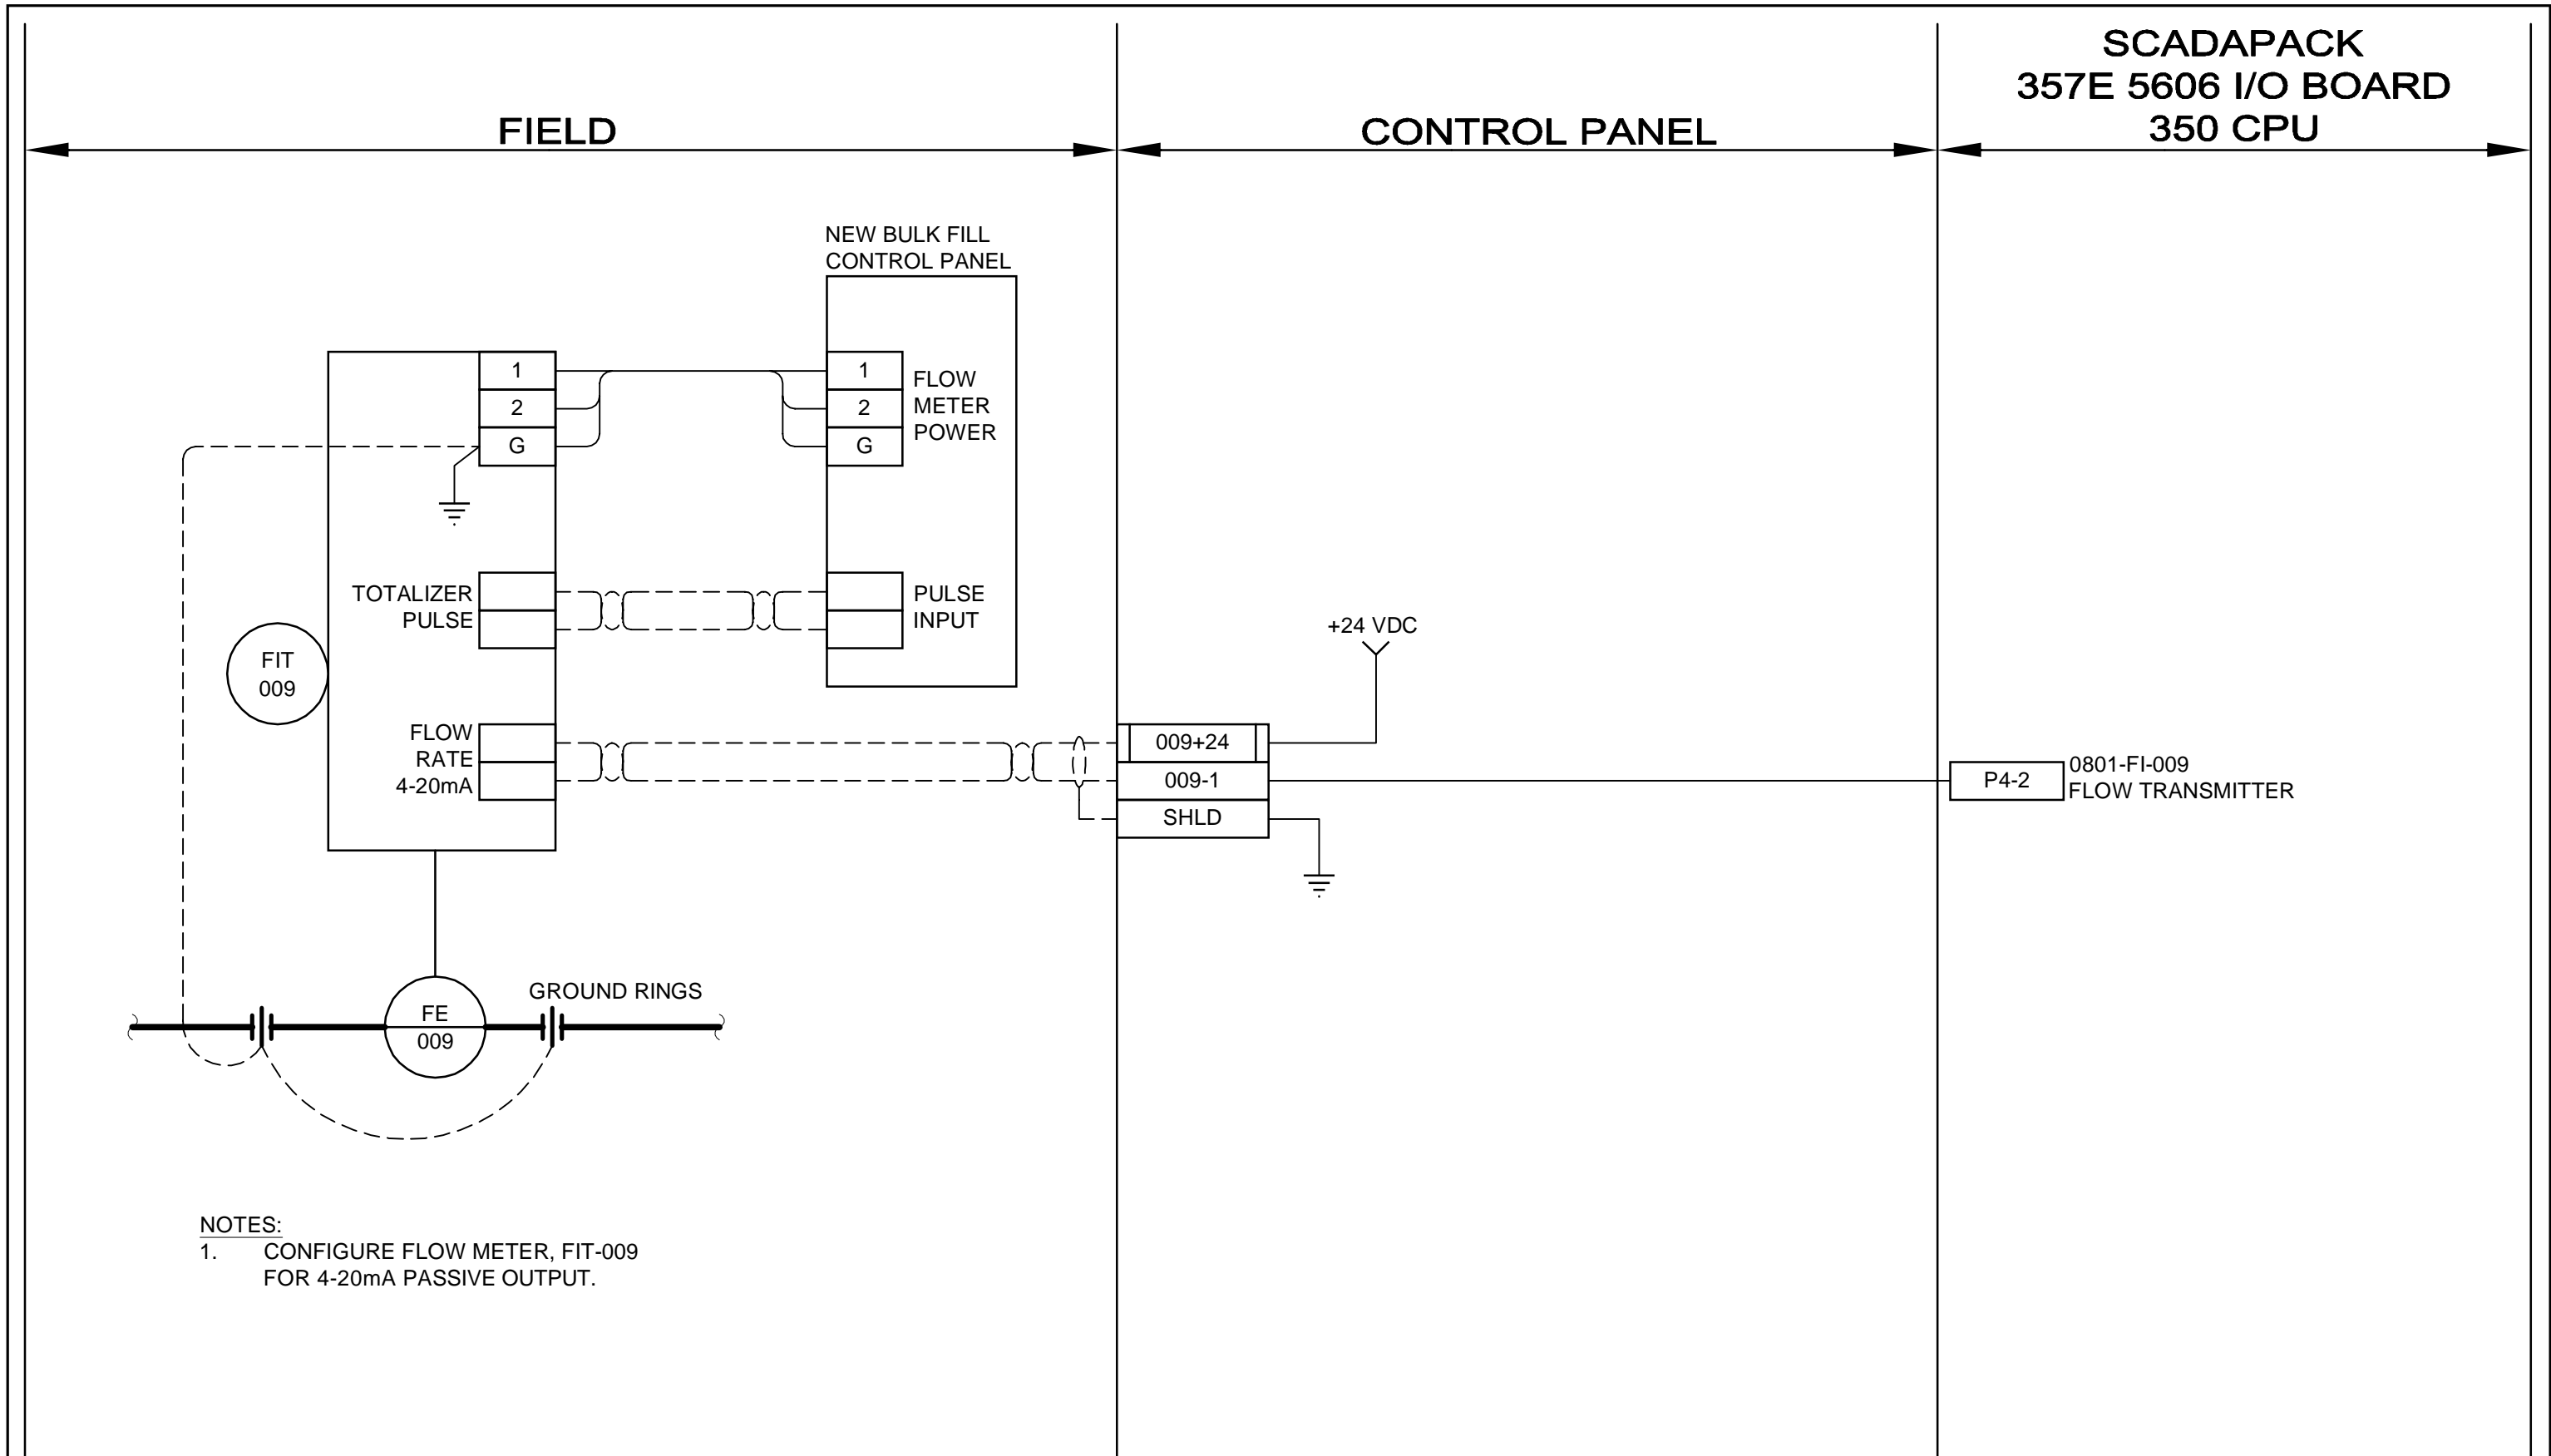 SCADAPACK
357E 5606 I/O BOARD
350 CPU
FIELD
CONTROL PANEL
NEW BULK FILL
CONTROL PANEL
1
2
G
1
2
G
FLOW
METER
POWER
TOTALIZER
PULSE
PULSE
INPUT
FIT
009
FLOW
RATE
4-20mA
+24 VDC
009+24
009-1
SHLD
P4-2
0801-FI-009
FLOW TRANSMITTER
GROUND RINGS
FE
009
NOTES:
1. CONFIGURE FLOW METER, FIT-009
FOR 4-20mA PASSIVE OUTPUT.